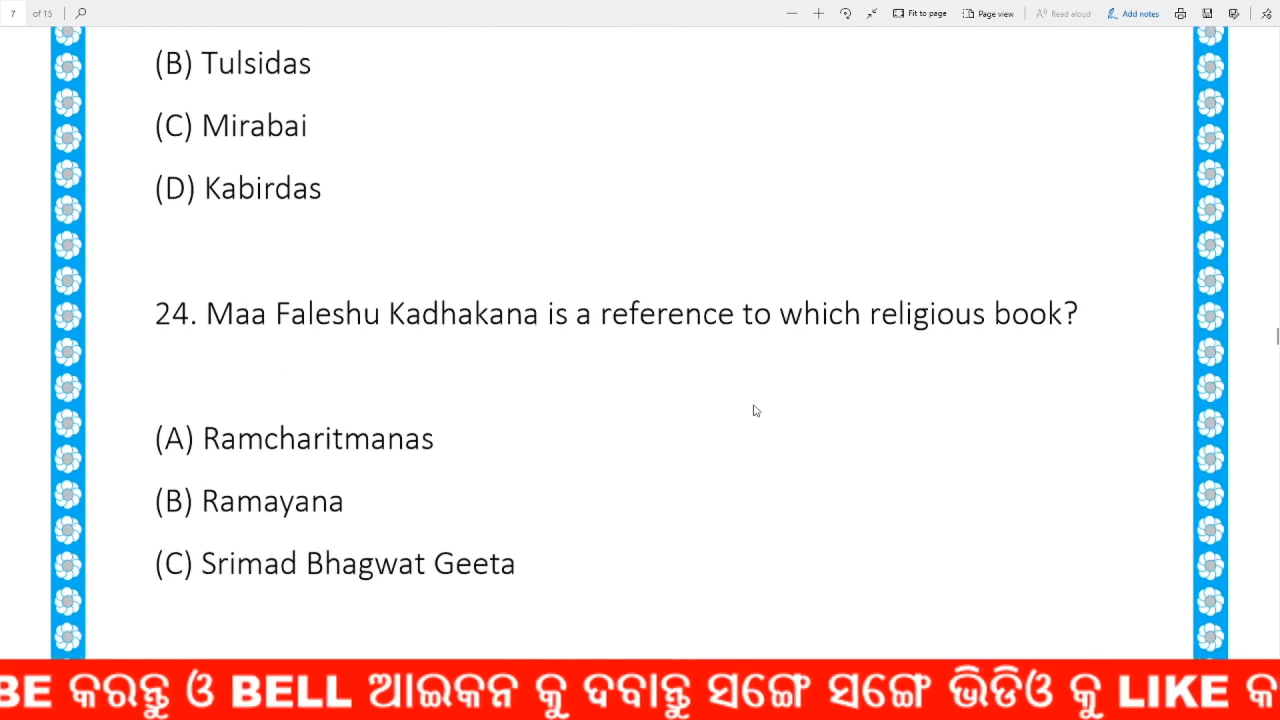 7 of 15 Fit to page Page view Read aloud Add notes
(B) Tulsidas
(C) Mirabai
(D) Kabirdas
24. Maa Faleshu Kadhakana is a reference to which religious book?
(A) Ramcharitmanas
(B) Ramayana
(C) Srimad Bhagwat Geeta
BE କରନ୍ତୁ ଓ BELL ଆଇକନ କୁ ଦବାନ୍ତୁ ସଙ୍ଗେ ସଙ୍ଗେ ଭିଡିଓ କୁ LIKE କ